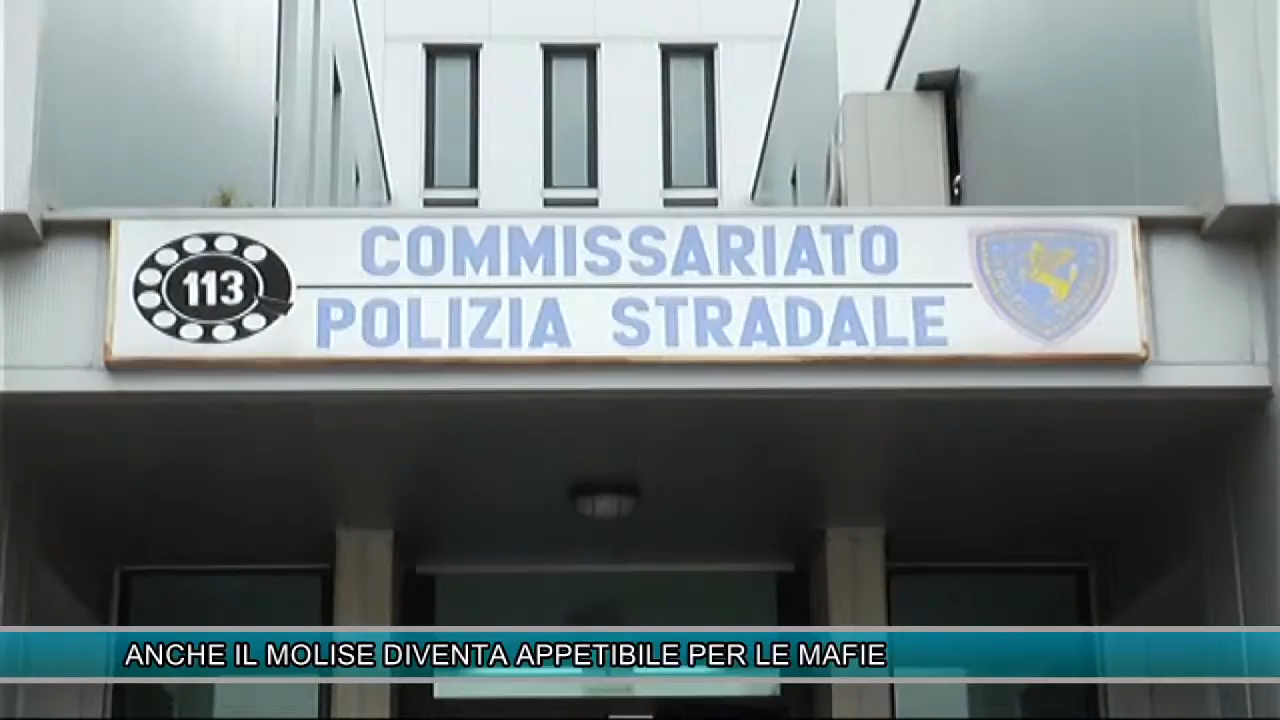 COMMISSARIATO
113
POLIZIA STRADALE
ANCHE IL MOLISE DIVENTA APPETIBILE PER LE MAFIE